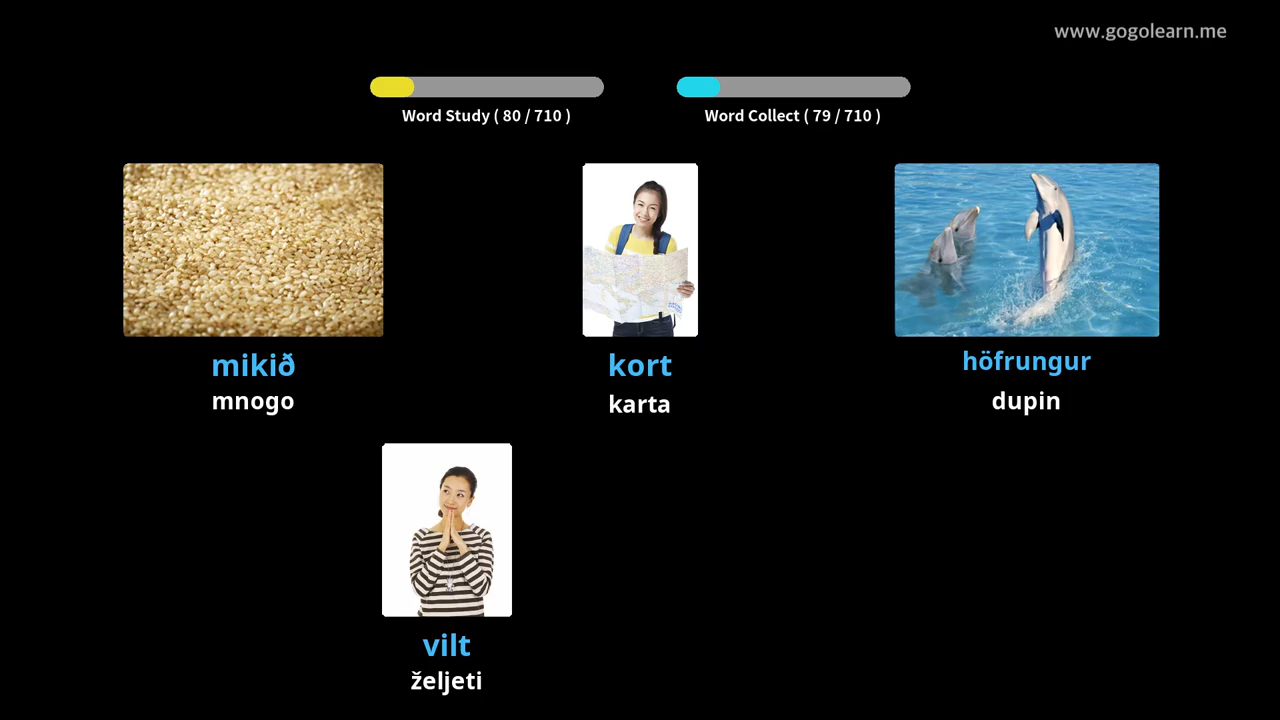 www.gogolearn.me
Word Study ( 80 / 710 )
Word Collect ( 79 / 710 )
mikið
mnogo
kort
karta
höfrungur
dupin
vilt
željeti